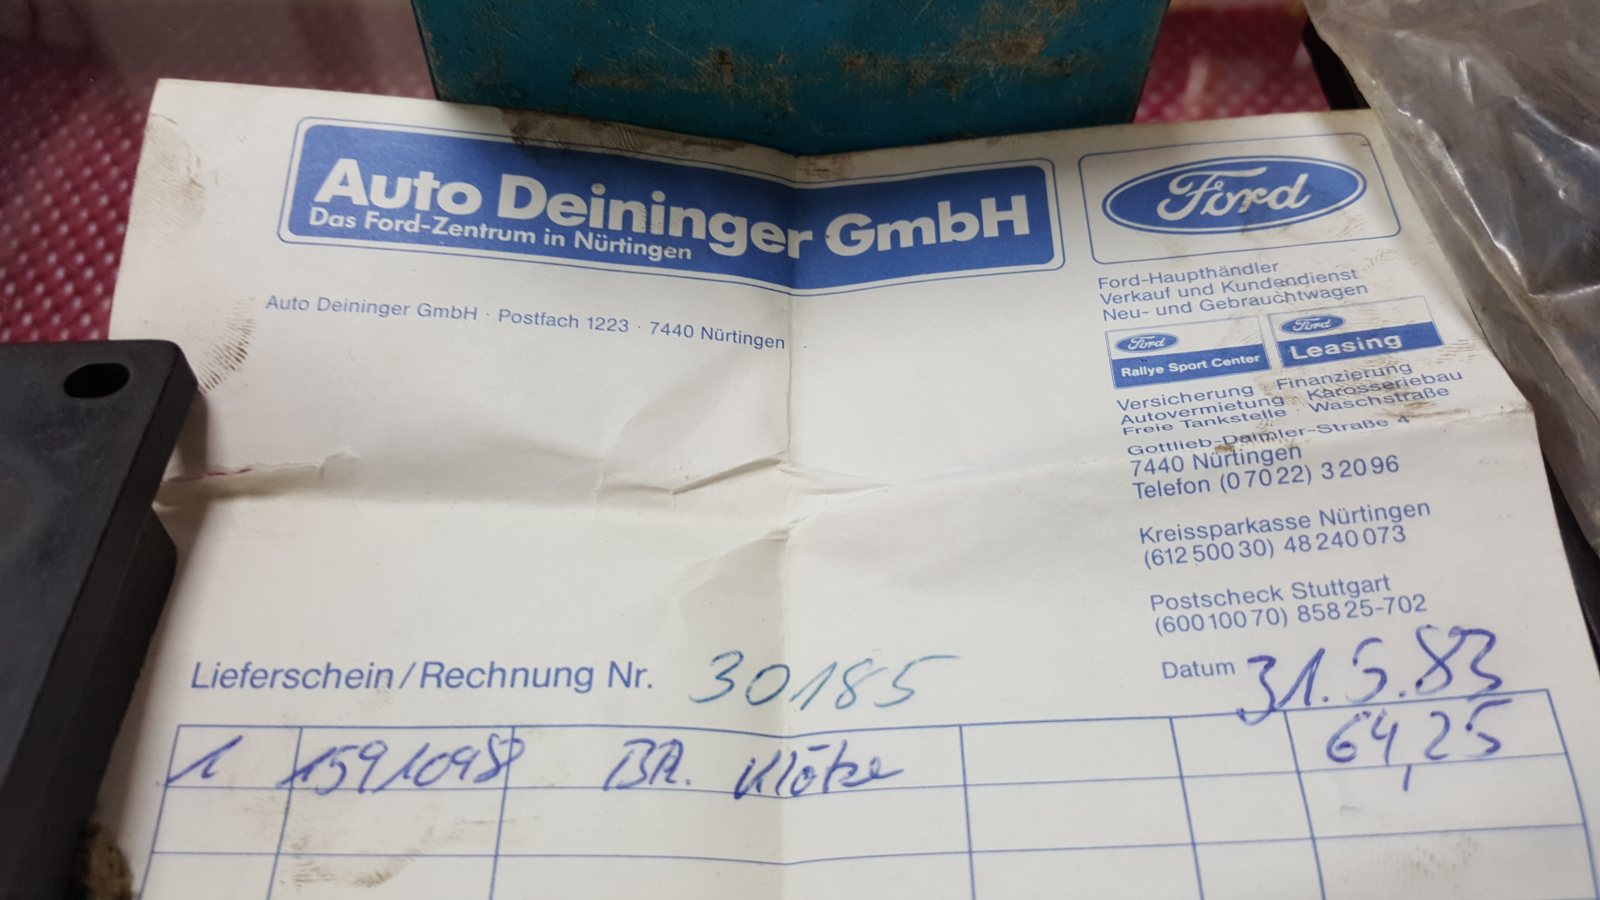 Auto Deininger GmbH
Das Ford-Zentrum in Nürtingen
Ford
Auto Deininger GmbH · Postfach 1223 · 7440 Nürtingen
Ford-Haupthändler
Verkauf und Kundendienst
Neu- und Gebrauchtwagen
Ford
Rallye Sport Center
Ford
Leasing
Versicherung · Finanzierung
Autovermietung · Karosseriebau
Freie Tankstelle · Waschstraße
Gottlieb-Daimler-Straße 4
7440 Nürtingen
Telefon (07022) 32096
Kreissparkasse Nürtingen
(612 500 30) 48 240 073
Postscheck Stuttgart
(600 100 70) 858 25-702
Lieferschein/Rechnung Nr. 30185
Datum 31.5.83
1 1591098 BR. Klötze 64,25